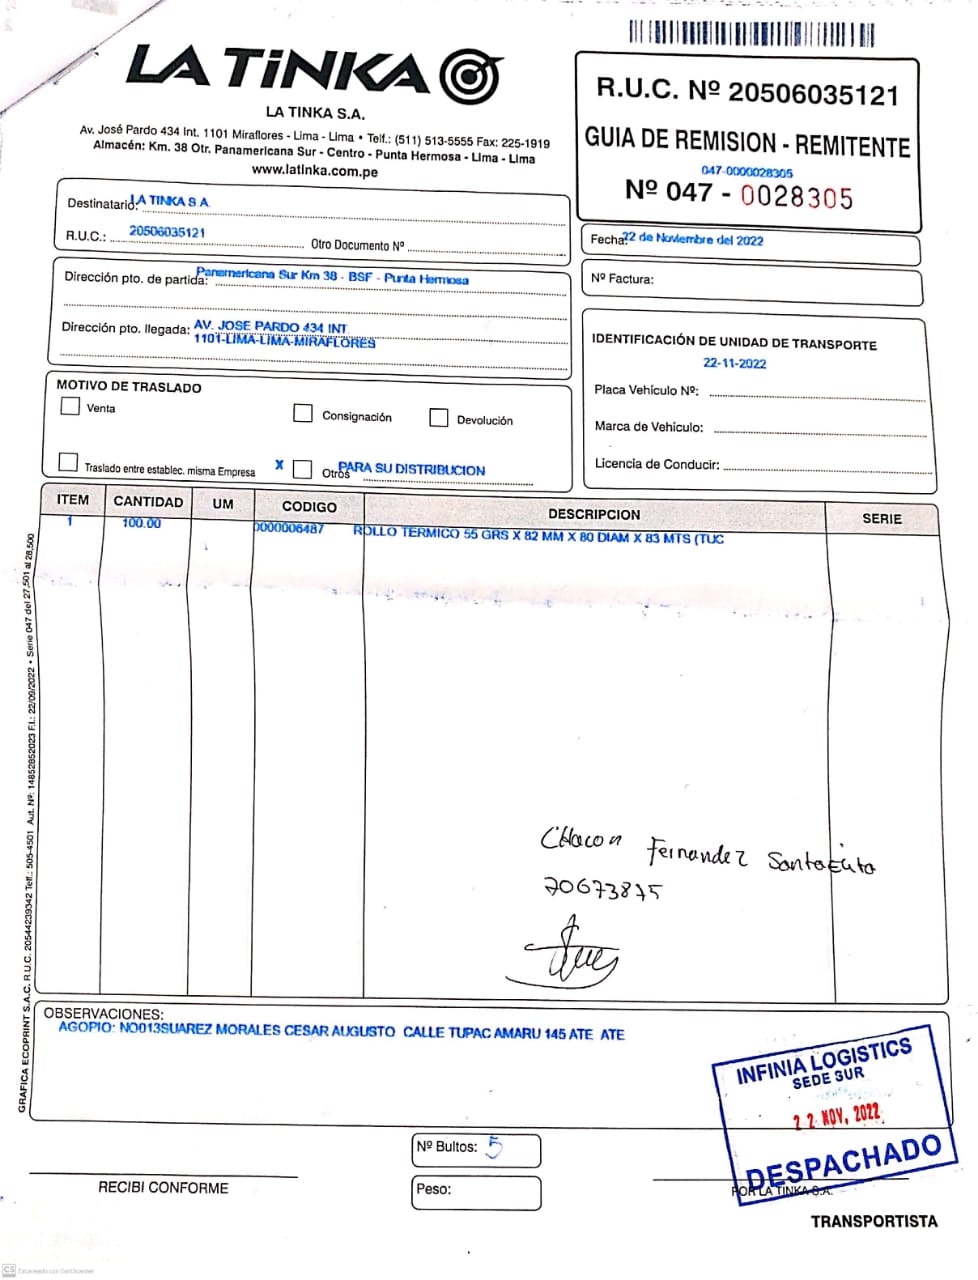 LA TiNKA
LA TINKA S.A.
Av. José Pardo 434 Int. 1101 Miraflores - Lima - Lima • Telf.: (511) 513-5555 Fax: 225-1919
Almacén: Km. 38 Otr. Panamericana Sur - Centro - Punta Hermosa - Lima - Lima
www.latinka.com.pe
R.U.C. Nº 20506035121
GUIA DE REMISION - REMITENTE
047-0000028305
Nº 047 - 0028305
Destinatario: LA TINKA S A
R.U.C.: 20506035121 Otro Documento Nº
Fecha: 22 de Noviembre del 2022
Nº Factura:
Dirección pto. de partida: Panamericana Sur Km 38 - BSF - Punta Hermosa
Dirección pto. llegada: AV. JOSE PARDO 434 INT
1101-LIMA-LIMA-MIRAFLORES
IDENTIFICACIÓN DE UNIDAD DE TRANSPORTE
22-11-2022
Placa Vehículo Nº:
Marca de Vehículo:
Licencia de Conducir:
MOTIVO DE TRASLADO
Venta Consignación Devolución
Traslado entre establec. misma Empresa X Otros PARA SU DISTRIBUCION
ITEM CANTIDAD UM CODIGO DESCRIPCION SERIE
1 100.00 0000006487 ROLLO TERMICO 55 GRS X 82 MM X 80 DIAM X 83 MTS (TUC
Chacon Fernandez
70673875
GRAFICA ECOPRINT S.A.C. R.U.C. 20544239342 Telf.: 505-4501 Aut. Nº: 14852852023 F.I.: 22/09/2022 • Serie 047 del 27,501 al 28,500
OBSERVACIONES:
AGOPIO: NO013SUAREZ MORALES CESAR AUGUSTO CALLE TUPAC AMARU 145 ATE ATE
INFINIA LOGISTICS
SEDE SUR
22 NOV. 2022
DESPACHADO
Nº Bultos: 5
Peso:
RECIBI CONFORME
POR LA TINKA S.A.
TRANSPORTISTA
CS Escaneado con CamScanner